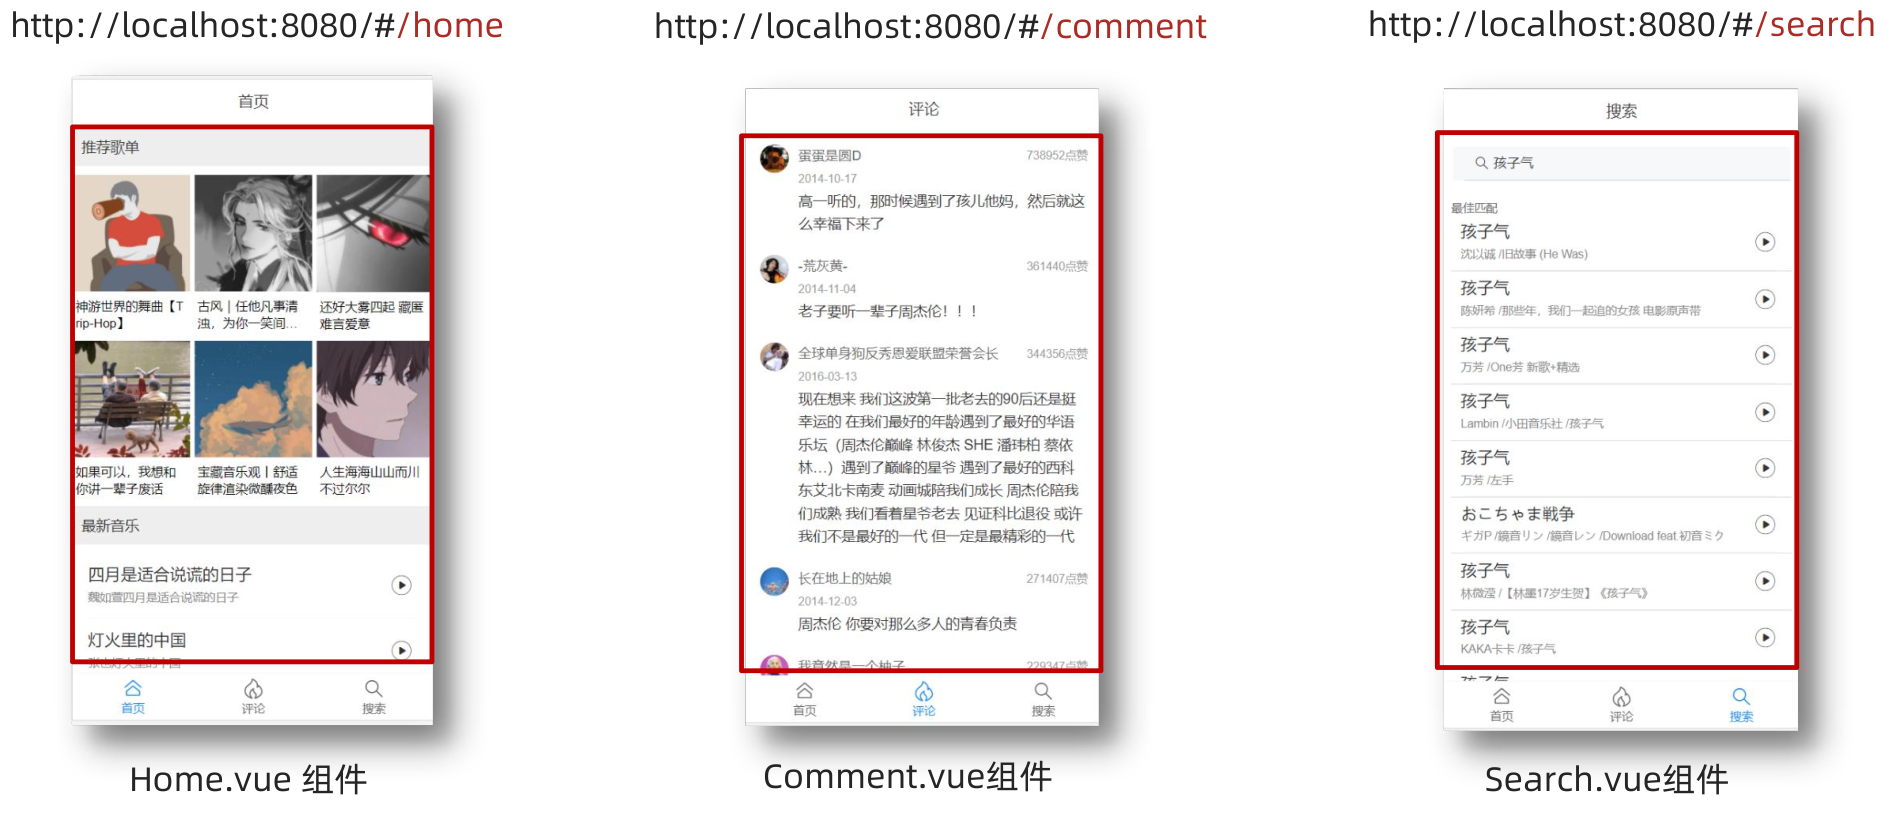 http://localhost:8080/#/home
首页
推荐歌单
神游世界的舞曲【T
rip-Hop】
古风｜任他凡事清
浊，为你一笑间...
还好大雾四起 藏匿
难言爱意
如果可以，我想和
你讲一辈子废话
宝藏音乐观丨舒适
旋律渲染微醺夜色
人生海海山山而川
不过尔尔
最新音乐
四月是适合说谎的日子
魏如萱四月是适合说谎的日子
灯火里的中国
张也灯火里的中国
首页
评论
搜索
Home.vue 组件
http://localhost:8080/#/comment
评论
蛋蛋是圆D
738952点赞
2014-10-17
高一听的，那时候遇到了孩儿他妈，然后就这
么幸福下来了
-荒灰黄-
361440点赞
2014-11-04
老子要听一辈子周杰伦！！！
全球单身狗反秀恩爱联盟荣誉会长
344356点赞
2016-03-13
现在想来 我们这波第一批老去的90后还是挺
幸运的 在我们最好的年龄遇到了最好的华语
乐坛（周杰伦巅峰 林俊杰 SHE 潘玮柏 蔡依
林...）遇到了巅峰的星爷 遇到了最好的西科
东艾北卡南麦 动画城陪我们成长 周杰伦陪我
们成熟 我们看着星爷老去 见证科比退役 或许
我们不是最好的一代 但一定是最精彩的一代
长在地上的姑娘
271407点赞
2014-12-03
周杰伦 你要对那么多人的青春负责
我竟然是一个柚子
229347点赞
首页
评论
搜索
Comment.vue组件
http://localhost:8080/#/search
搜索
孩子气
最佳匹配
孩子气
沈以诚 /旧故事 (He Was)
孩子气
陈妍希 /那些年，我们一起追的女孩 电影原声带
孩子气
万芳 /One芳 新歌+精选
孩子气
Lambin /小田音乐社 /孩子气
孩子气
万芳 /左手
おこちゃま戦争
ギガP /鏡音リン /鏡音レン /Download feat.初音ミク
孩子气
林微滢 /【林墨17岁生贺】《孩子气》
孩子气
KAKA卡卡 /孩子气
孩子气
首页
评论
搜索
Search.vue组件